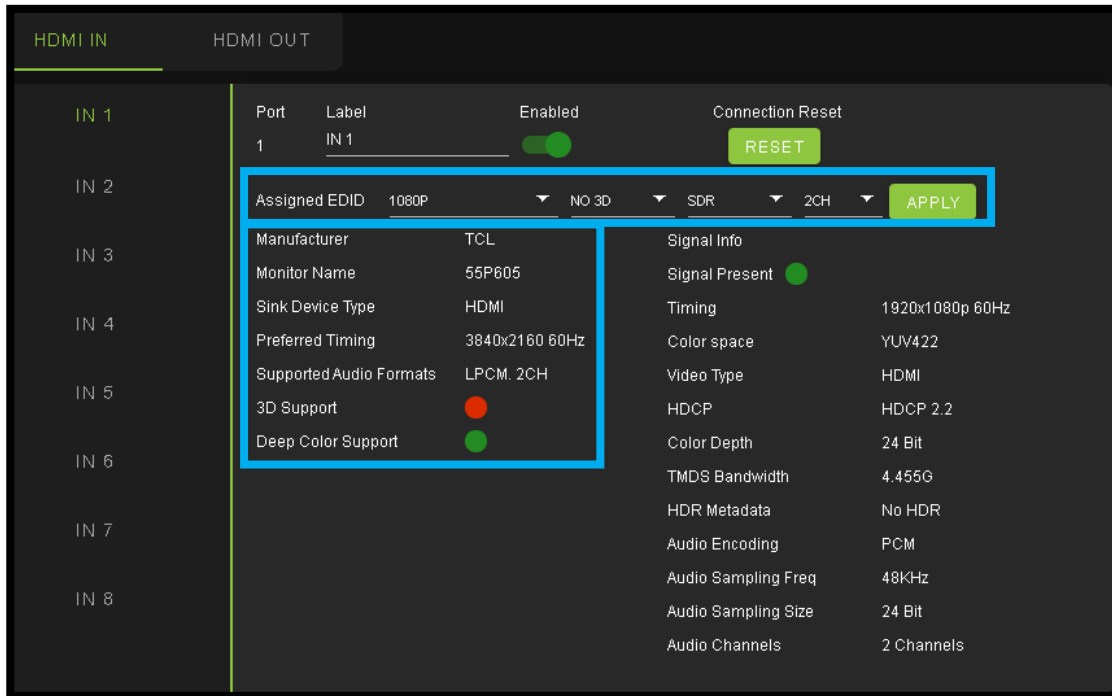 HDMI IN HDMI OUT
IN 1
IN 2
IN 3
IN 4
IN 5
IN 6
IN 7
IN 8
Port Label Enabled Connection Reset
1 IN 1 RESET
Assigned EDID 1080P NO 3D SDR 2CH APPLY
Manufacturer TCL
Monitor Name 55P605
Sink Device Type HDMI
Preferred Timing 3840x2160 60Hz
Supported Audio Formats LPCM. 2CH
3D Support
Deep Color Support
Signal Info
Signal Present
Timing 1920x1080p 60Hz
Color space YUV422
Video Type HDMI
HDCP HDCP 2.2
Color Depth 24 Bit
TMDS Bandwidth 4.455G
HDR Metadata No HDR
Audio Encoding PCM
Audio Sampling Freq 48KHz
Audio Sampling Size 24 Bit
Audio Channels 2 Channels